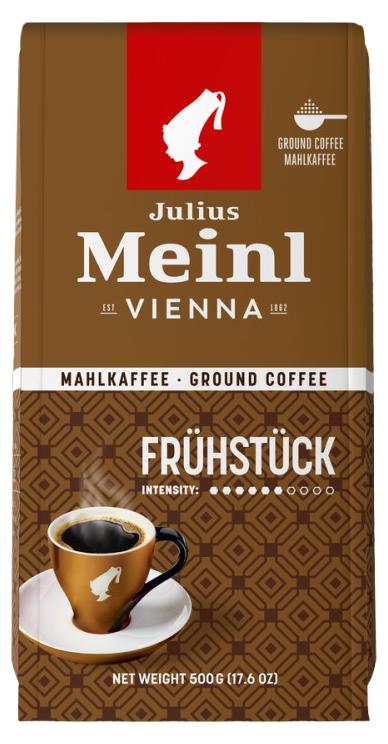 GROUND COFFEE
MAHLKAFFEE
Julius
Meinl
EST VIENNA 1862
MAHLKAFFEE · GROUND COFFEE
FRÜHSTÜCK
INTENSITY:
NET WEIGHT 500G (17.6 OZ)